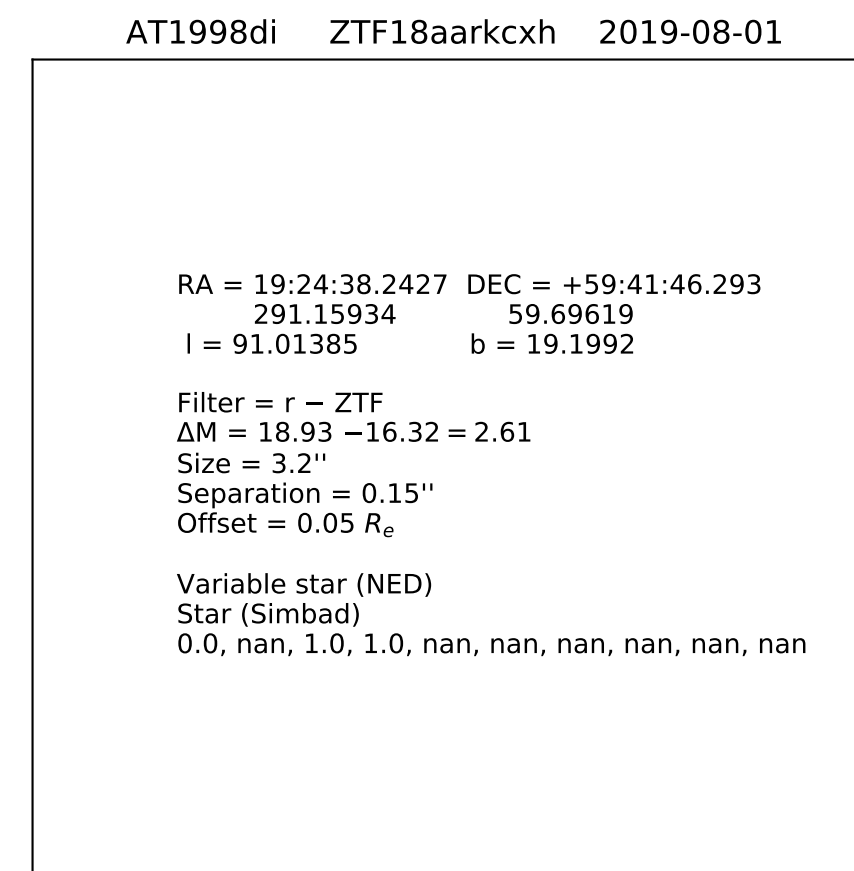 AT1998di ZTF18aarkcxh 2019-08-01
RA = 19:24:38.2427 DEC = +59:41:46.293
291.15934 59.69619
l = 91.01385 b = 19.1992
Filter = r − ZTF
ΔM = 18.93 −16.32 = 2.61
Size = 3.2''
Separation = 0.15''
Offset = 0.05 Re
Variable star (NED)
Star (Simbad)
0.0, nan, 1.0, 1.0, nan, nan, nan, nan, nan, nan